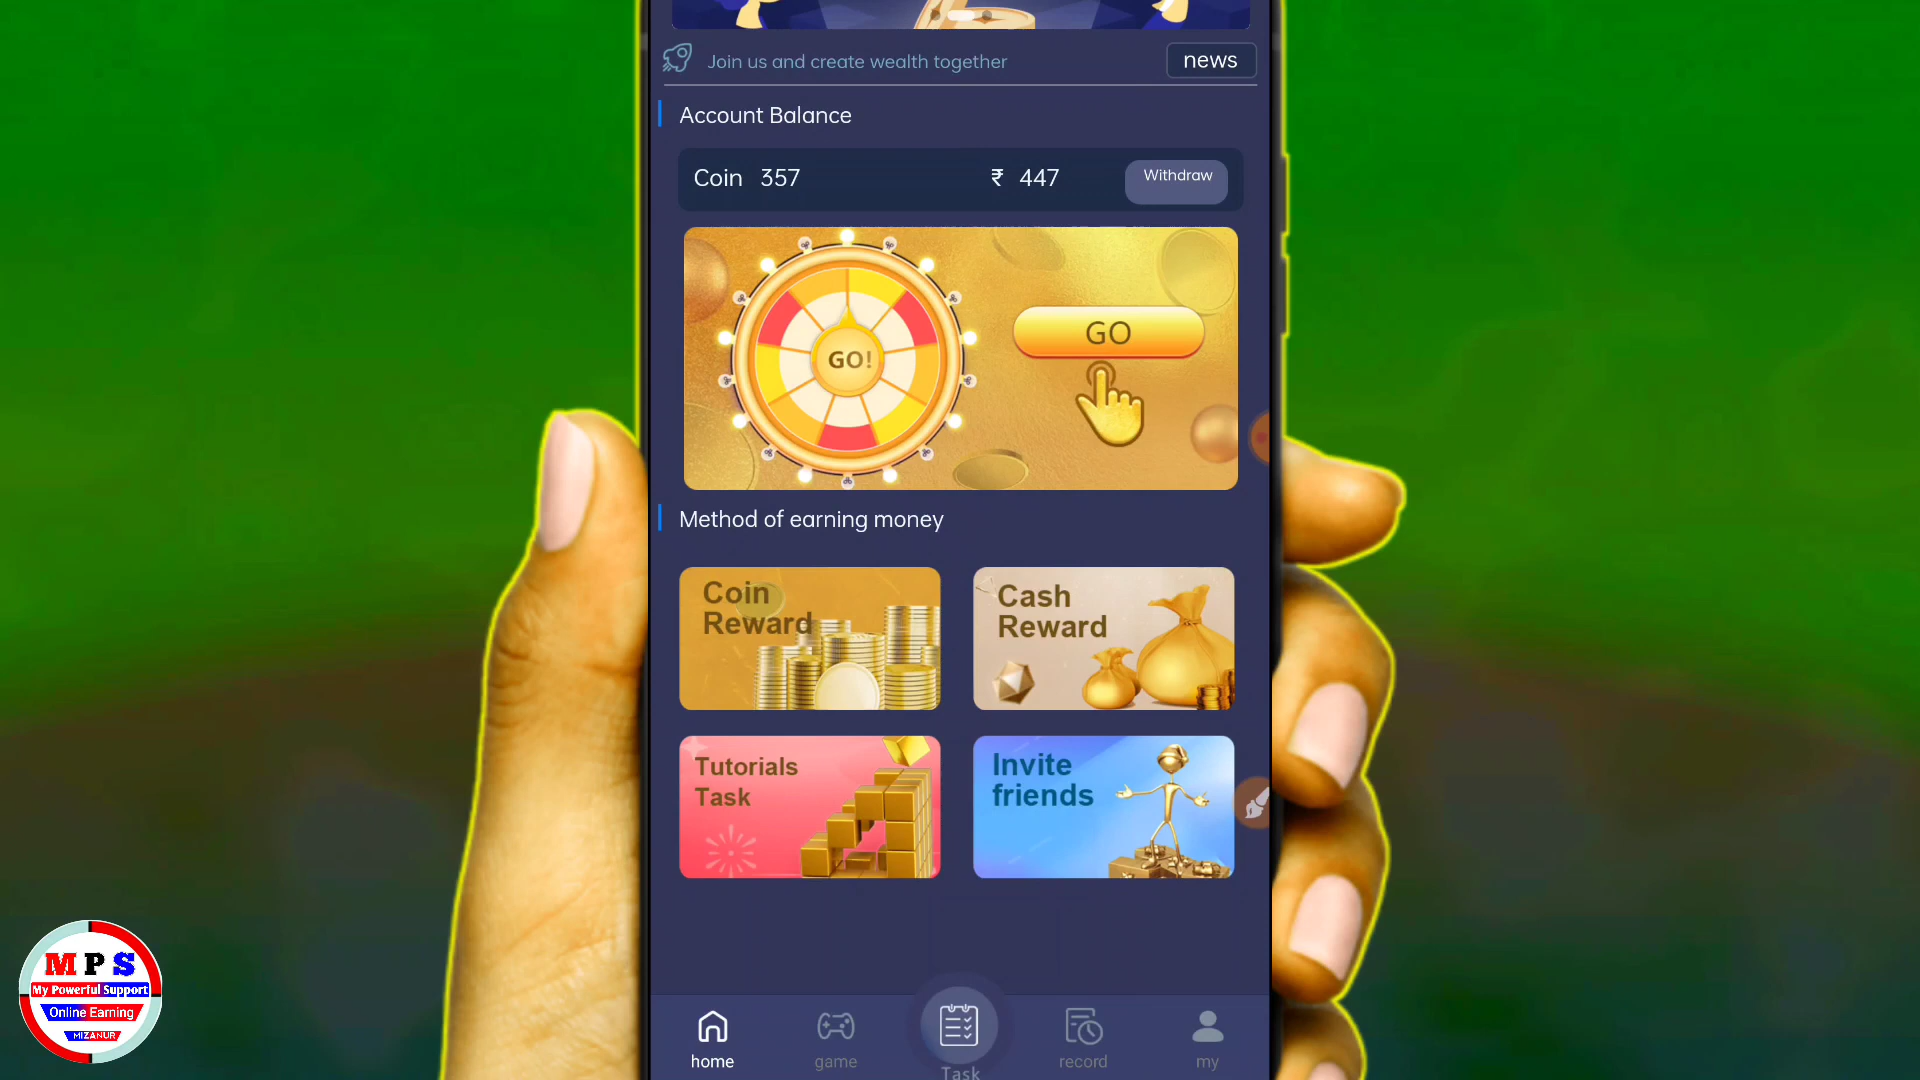 Join us and create wealth together
news
Account Balance
Coin 357
₹ 447
Withdraw
GO!
GO
Method of earning money
Coin
Reward
Cash
Reward
Tutorials
Task
Invite
friends
M P S
My Powerful Support
Online Earning
MIZANUR
home
game
Task
record
my